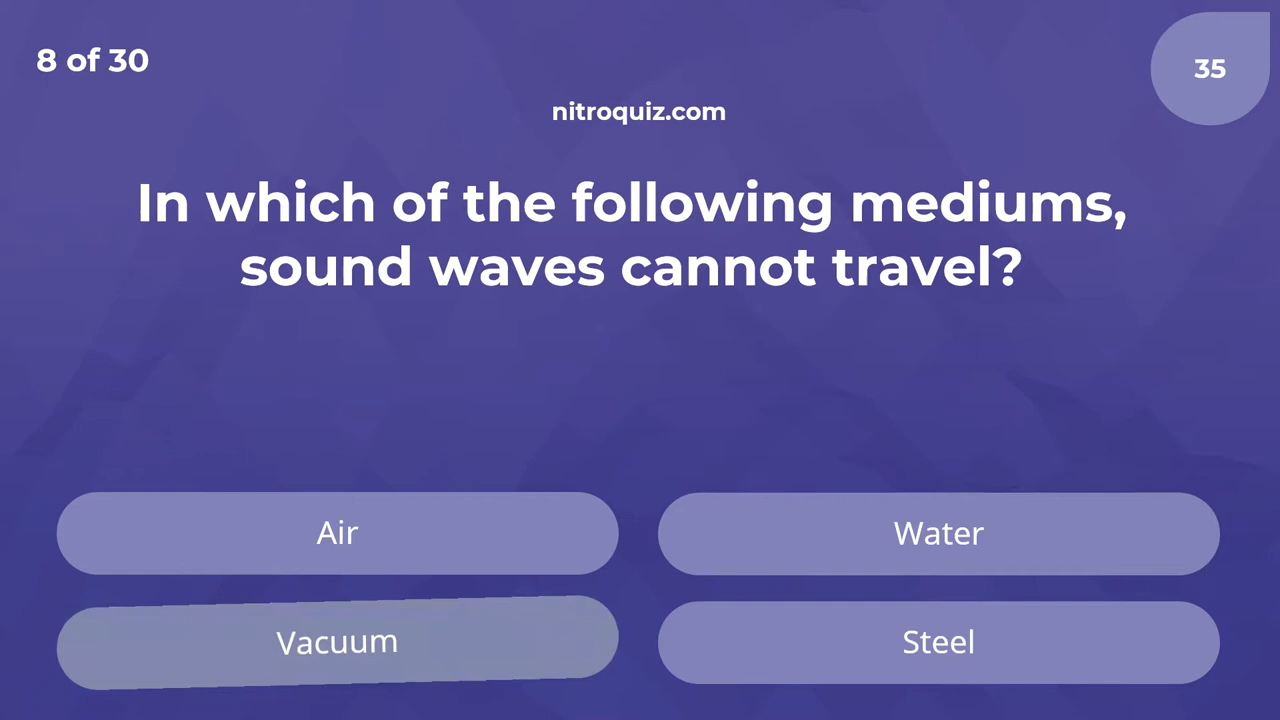 8 of 30
35
nitroquiz.com
In which of the following mediums,
sound waves cannot travel?
Air
Water
Vacuum
Steel